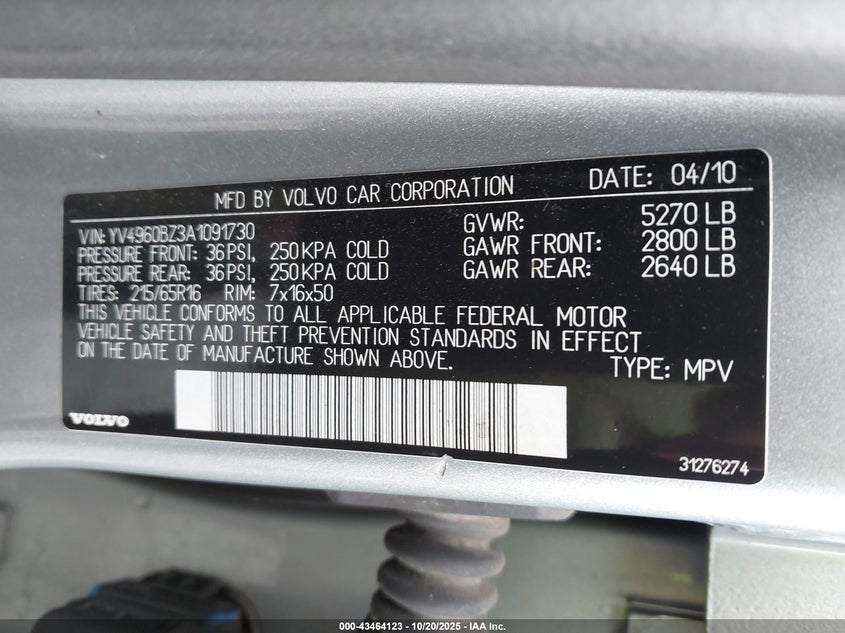 MFD BY VOLVO CAR CORPORATION DATE: 04/10
VIN: YV4960BZ3A1091730 GVWR: 5270 LB
PRESSURE FRONT: 36PSI, 250KPA COLD GAWR FRONT: 2800 LB
PRESSURE REAR: 36PSI, 250KPA COLD GAWR REAR: 2640 LB
TIRES: 215/65R16 RIM: 7x16x50
THIS VEHICLE CONFORMS TO ALL APPLICABLE FEDERAL MOTOR
VEHICLE SAFETY AND THEFT PREVENTION STANDARDS IN EFFECT
ON THE DATE OF MANUFACTURE SHOWN ABOVE.
TYPE: MPV
VOLVO
31276274
000-43464123 - 10/20/2025 - IAA Inc.